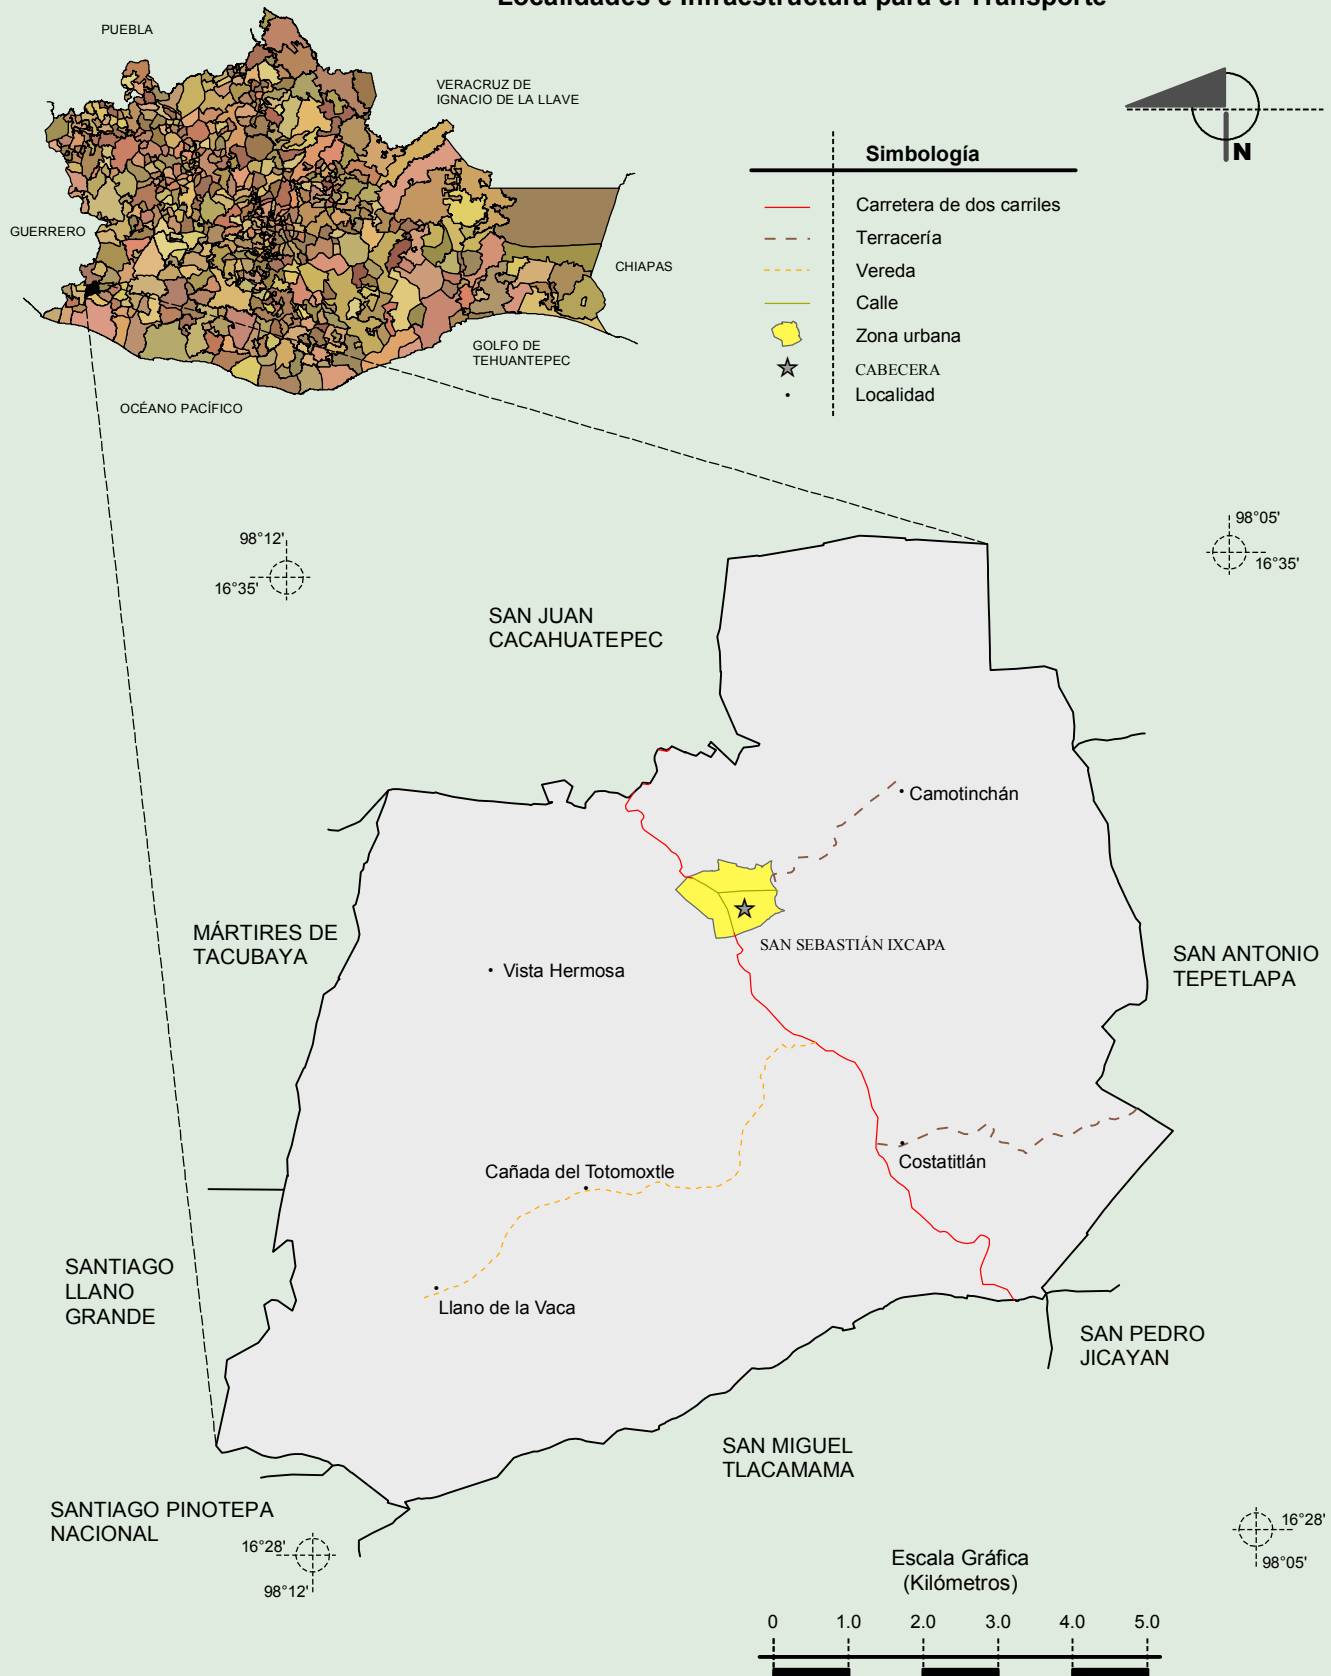 Localidades e Infraestructura para el Transporte
PUEBLA
VERACRUZ DE
IGNACIO DE LA LLAVE
GUERRERO
CHIAPAS
GOLFO DE
TEHUANTEPEC
OCÉANO PACÍFICO
N
Simbología
Carretera de dos carriles
Terracería
Vereda
Calle
Zona urbana
CABECERA
Localidad
98°12'
16°35'
98°05'
16°35'
SAN JUAN
CACAHUATEPEC
Camotinchán
MÁRTIRES DE
TACUBAYA
SAN SEBASTIÁN IXCAPA
SAN ANTONIO
TEPETLAPA
Vista Hermosa
Costatitlán
Cañada del Totomoxtle
SANTIAGO
LLANO
GRANDE
Llano de la Vaca
SAN PEDRO
JICAYAN
SAN MIGUEL
TLACAMAMA
SANTIAGO PINOTEPA
NACIONAL
16°28'
98°12'
16°28'
98°05'
Escala Gráfica
(Kilómetros)
0 1.0 2.0 3.0 4.0 5.0